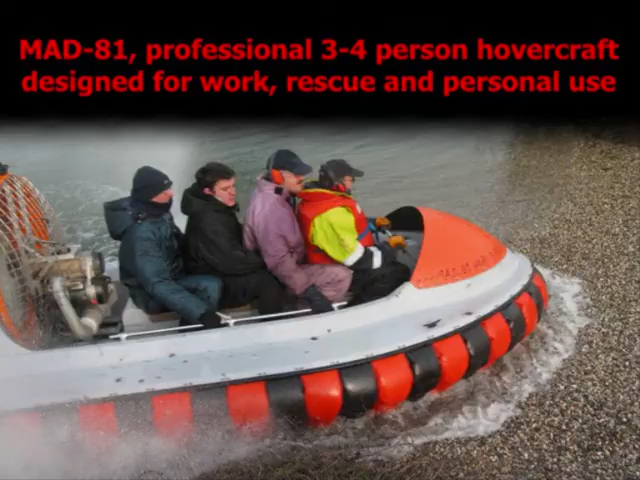 MAD-81, professional 3-4 person hovercraft
designed for work, rescue and personal use